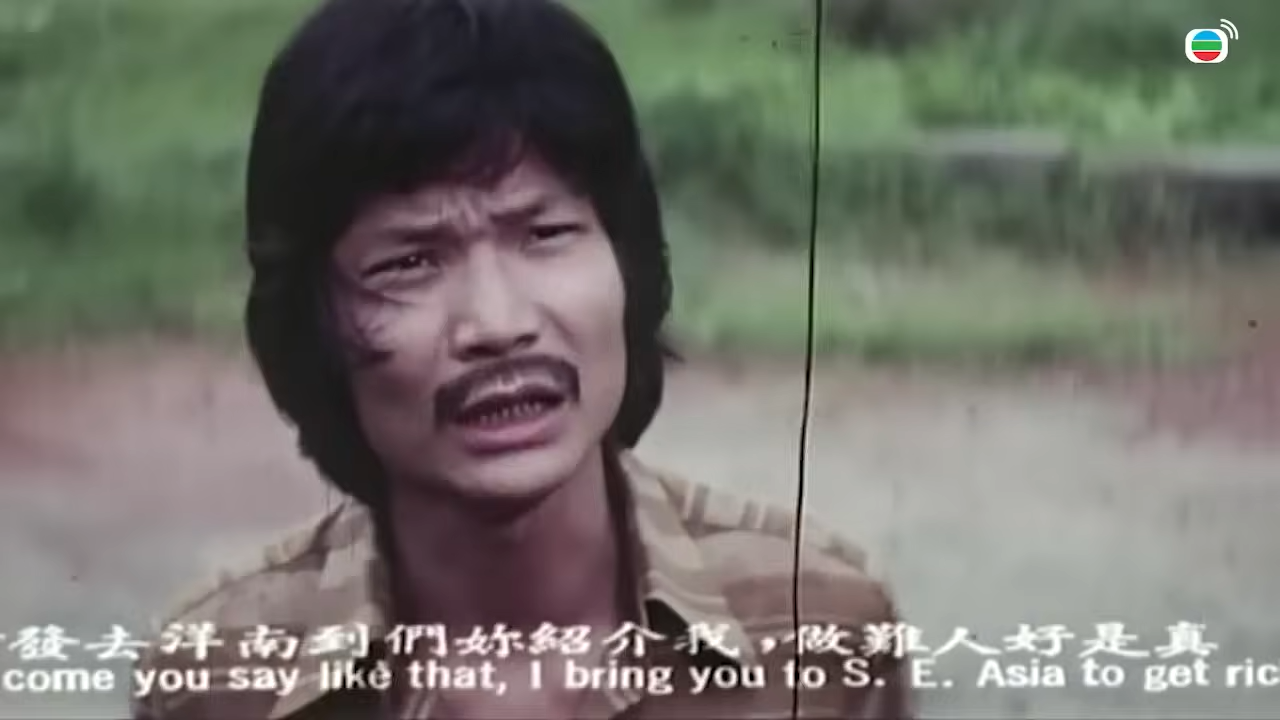 真是好人難做，我介紹妳們到南洋去發
come you say like that, I bring you to S. E. Asia to get ric